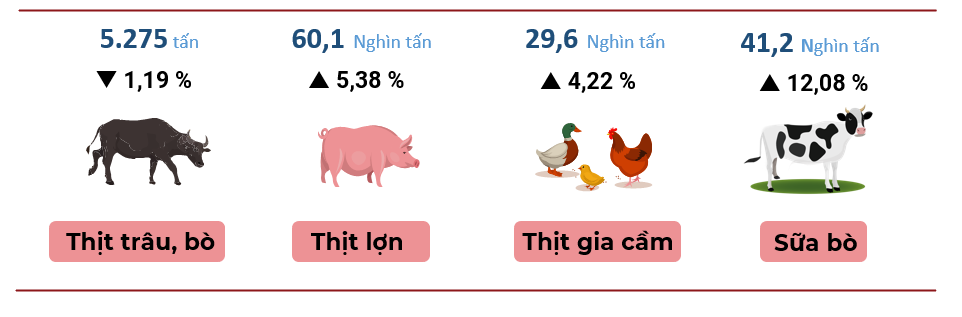 5.275 tấn
▼ 1,19 %
Thịt trâu, bò
60,1 Nghìn tấn
▲ 5,38 %
Thịt lợn
29,6 Nghìn tấn
▲ 4,22 %
Thịt gia cầm
41,2 Nghìn tấn
▲ 12,08 %
Sữa bò